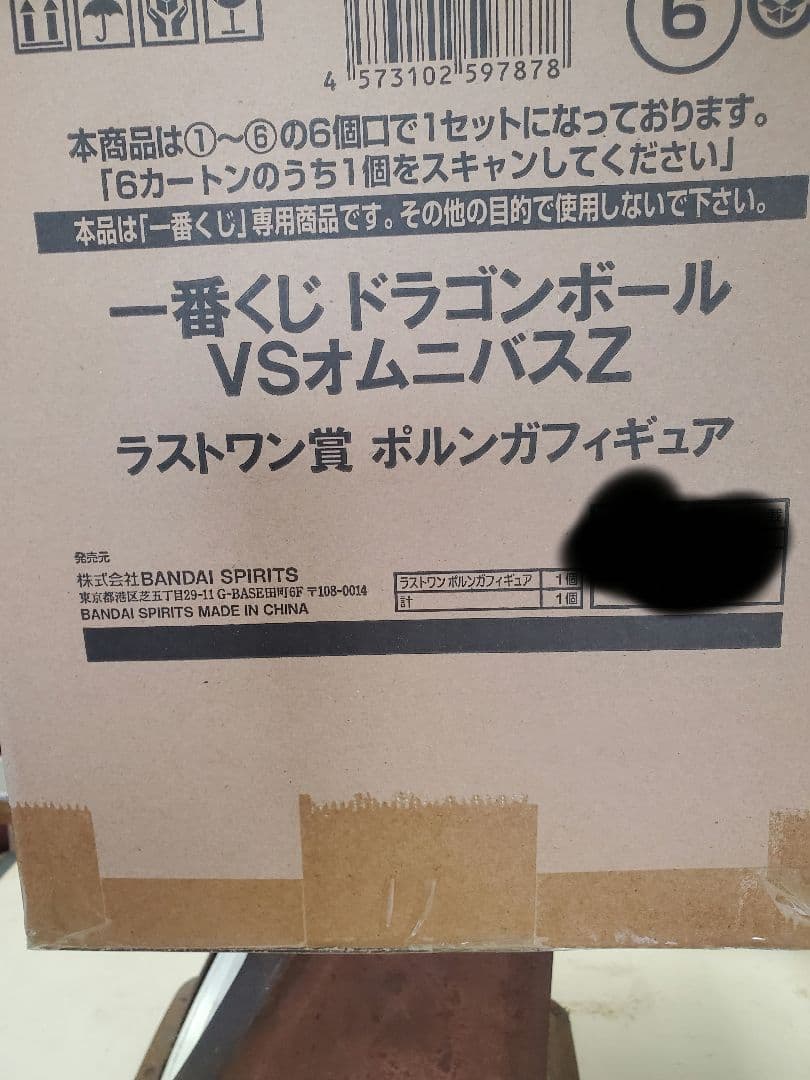 6
4 573102 597878
本商品は①～⑥の6個口で1セットになっております。
「6カートンのうち1個をスキャンしてください」
本品は「一番くじ」専用商品です。その他の目的で使用しないで下さい。
一番くじ ドラゴンボール
VSオムニバスZ
ラストワン賞 ポルンガフィギュア
発売元
株式会社BANDAI SPIRITS
東京都港区芝五丁目29-11 G-BASE田町6F 〒108-0014
BANDAI SPIRITS MADE IN CHINA
ラストワン ポルンガフィギュア 1個
計 1個